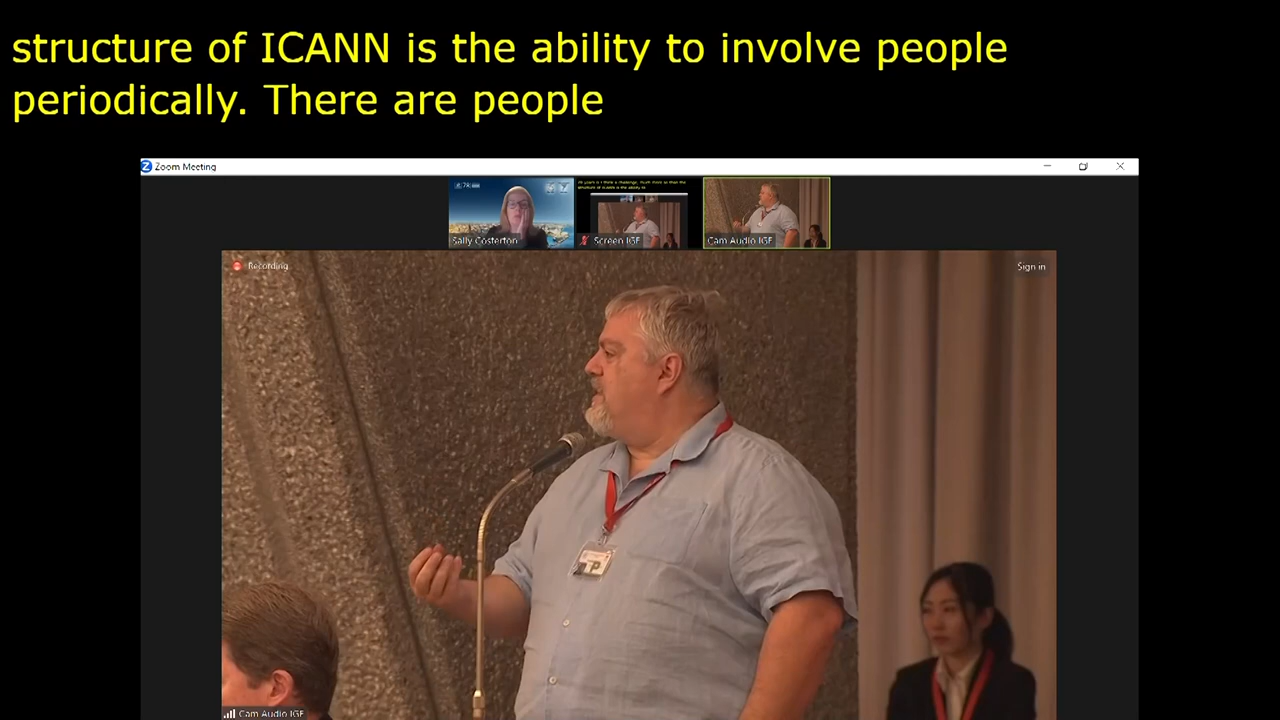 structure of ICANN is the ability to involve people
periodically. There are people
Zoom Meeting
Sally Costerton
Screen IGF
Cam Audio IGF
Recording
Sign in
Cam Audio IGF